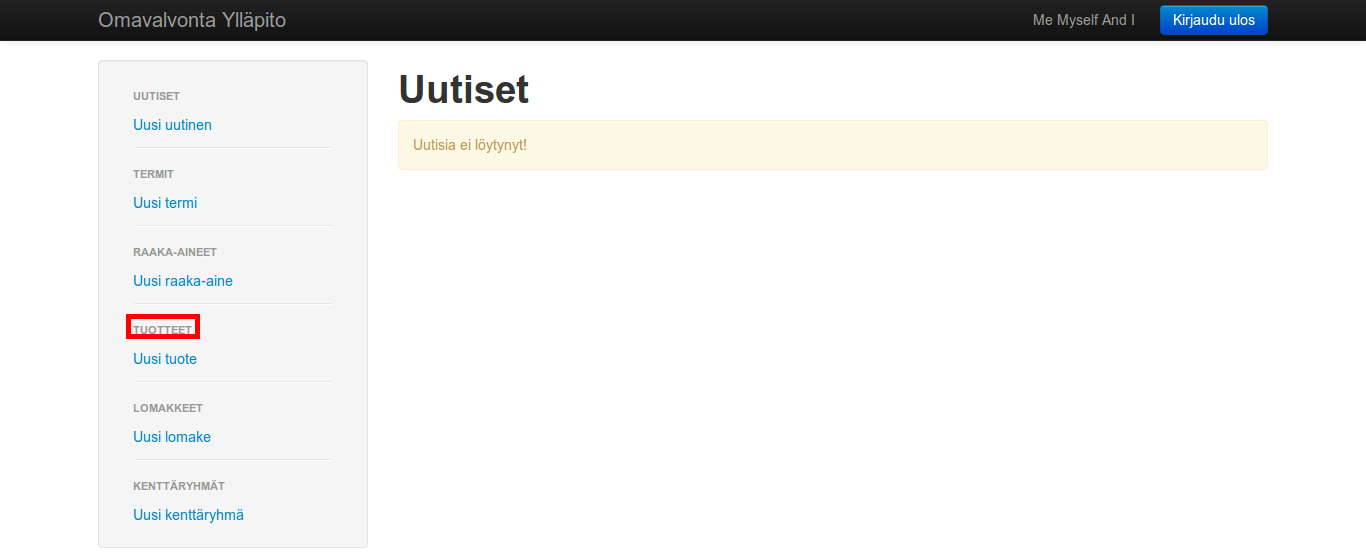 Omavalvonta Ylläpito
Me Myself And I
Kirjaudu ulos
UUTISET
Uusi uutinen
TERMIT
Uusi termi
RAAKA-AINEET
Uusi raaka-aine
TUOTTEET
Uusi tuote
LOMAKKEET
Uusi lomake
KENTTÄRYHMÄT
Uusi kenttäryhmä
Uutiset
Uutisia ei löytynyt!